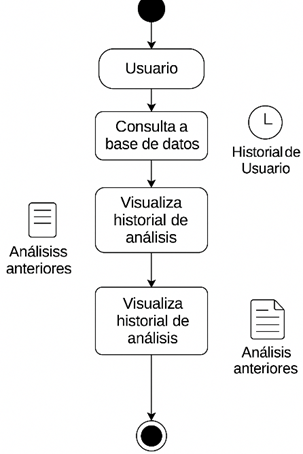 Usuario
Consulta a
base de datos
Historial de
Usuario
Visualiza
historial de
análisis
Análisiss
anteriores
Visualiza
historial de
análisis
Análisis
anteriores